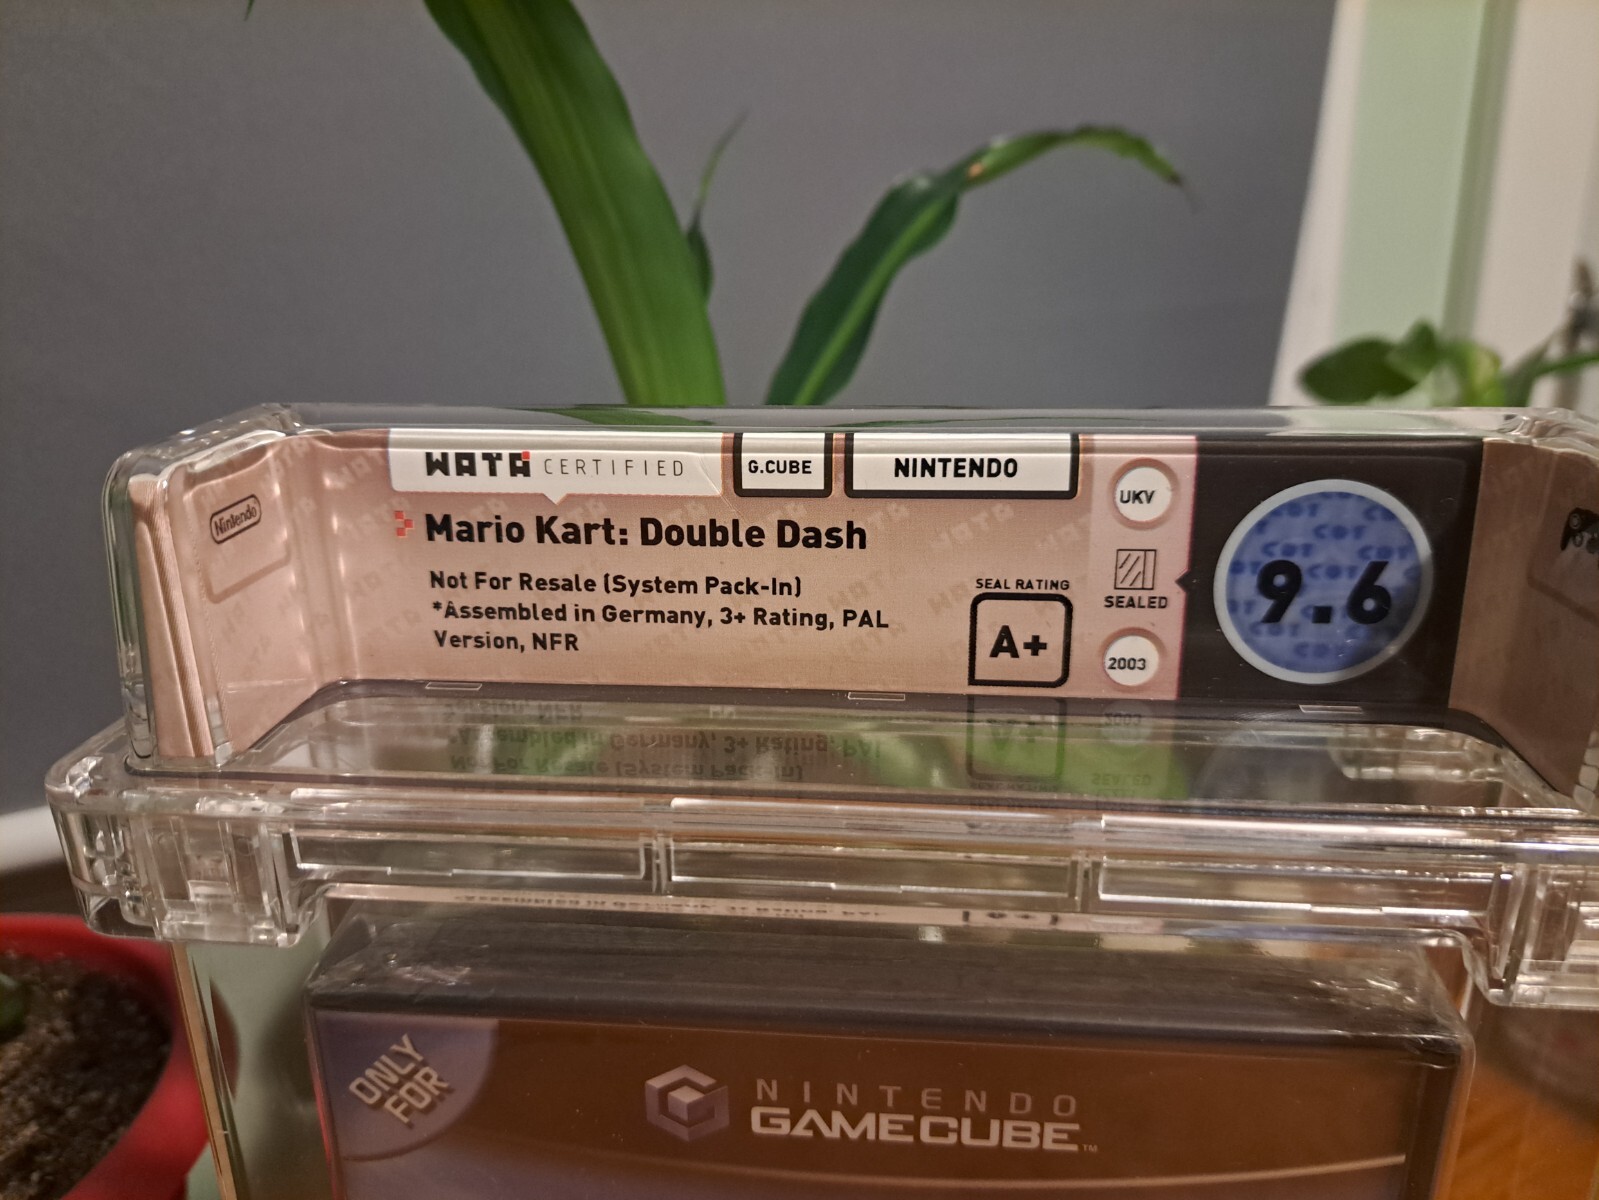 WATA CERTIFIED
G.CUBE
NINTENDO
UKV
Nintendo
Mario Kart: Double Dash
Not For Resale (System Pack-In)
*Assembled in Germany, 3+ Rating, PAL
Version, NFR
SEAL RATING
A+
SEALED
2003
9.6
ONLY
FOR
NINTENDO
GAMECUBE™